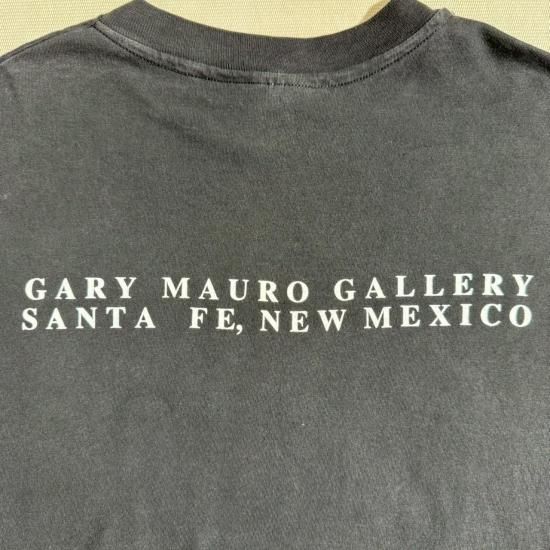 GARY MAURO GALLERY
SANTA FE, NEW MEXICO